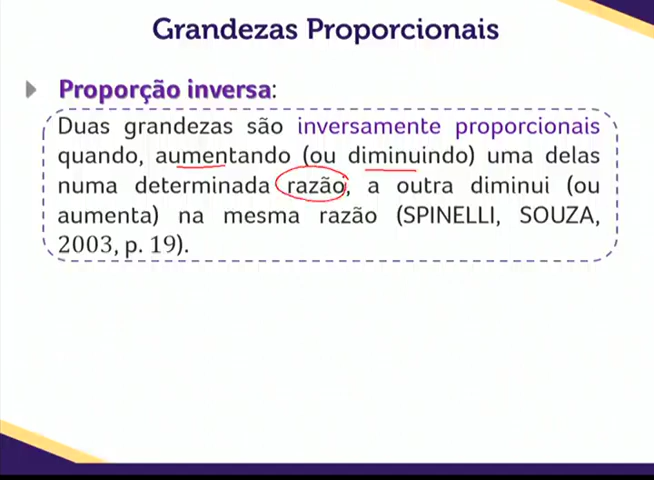 Grandezas Proporcionais
Proporção inversa:
Duas grandezas são inversamente proporcionais
quando, aumentando (ou diminuindo) uma delas
numa determinada razão, a outra diminui (ou
aumenta) na mesma razão (SPINELLI, SOUZA,
2003, p. 19).